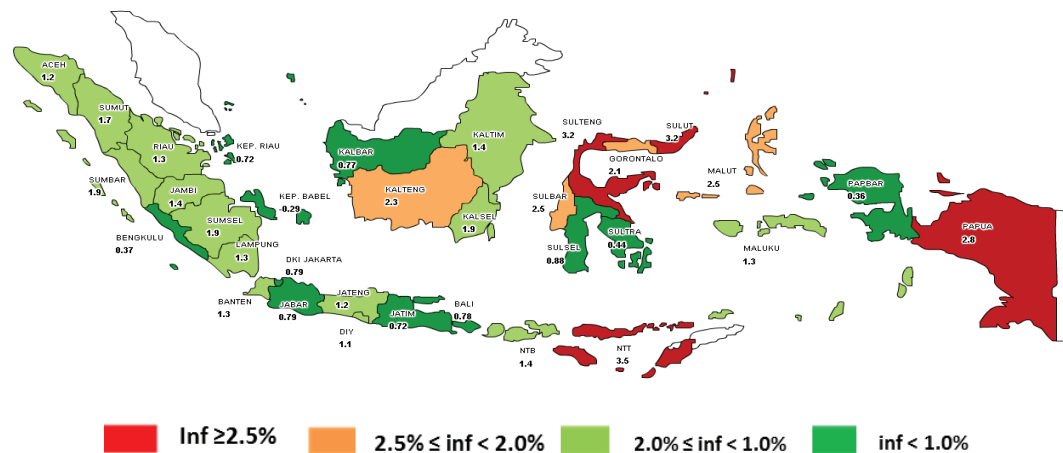 ACEH
1.2
SUMUT
1.7
RIAU
1.3
KEP. RIAU
0.72
SUMBAR
1.9
JAMBI
1.4
KEP. BABEL
-0.29
BENGKULU
0.37
SUMSEL
1.9
LAMPUNG
1.3
DKI JAKARTA
0.79
BANTEN
1.3
JABAR
0.79
JATENG
1.2
DIY
1.1
JATIM
0.72
BALI
0.78
NTB
1.4
NTT
3.5
KALBAR
0.77
KALTENG
2.3
KALTIM
1.4
KALSEL
1.9
SULTENG
3.2
SULUT
3.2
GORONTALO
2.1
SULBAR
2.5
SULSEL
0.88
SULTRA
0.44
MALUT
2.5
MALUKU
1.3
PAPBAR
0.36
PAPUA
2.8
Inf ≥2.5%
2.5% ≤ inf < 2.0%
2.0% ≤ inf < 1.0%
inf < 1.0%